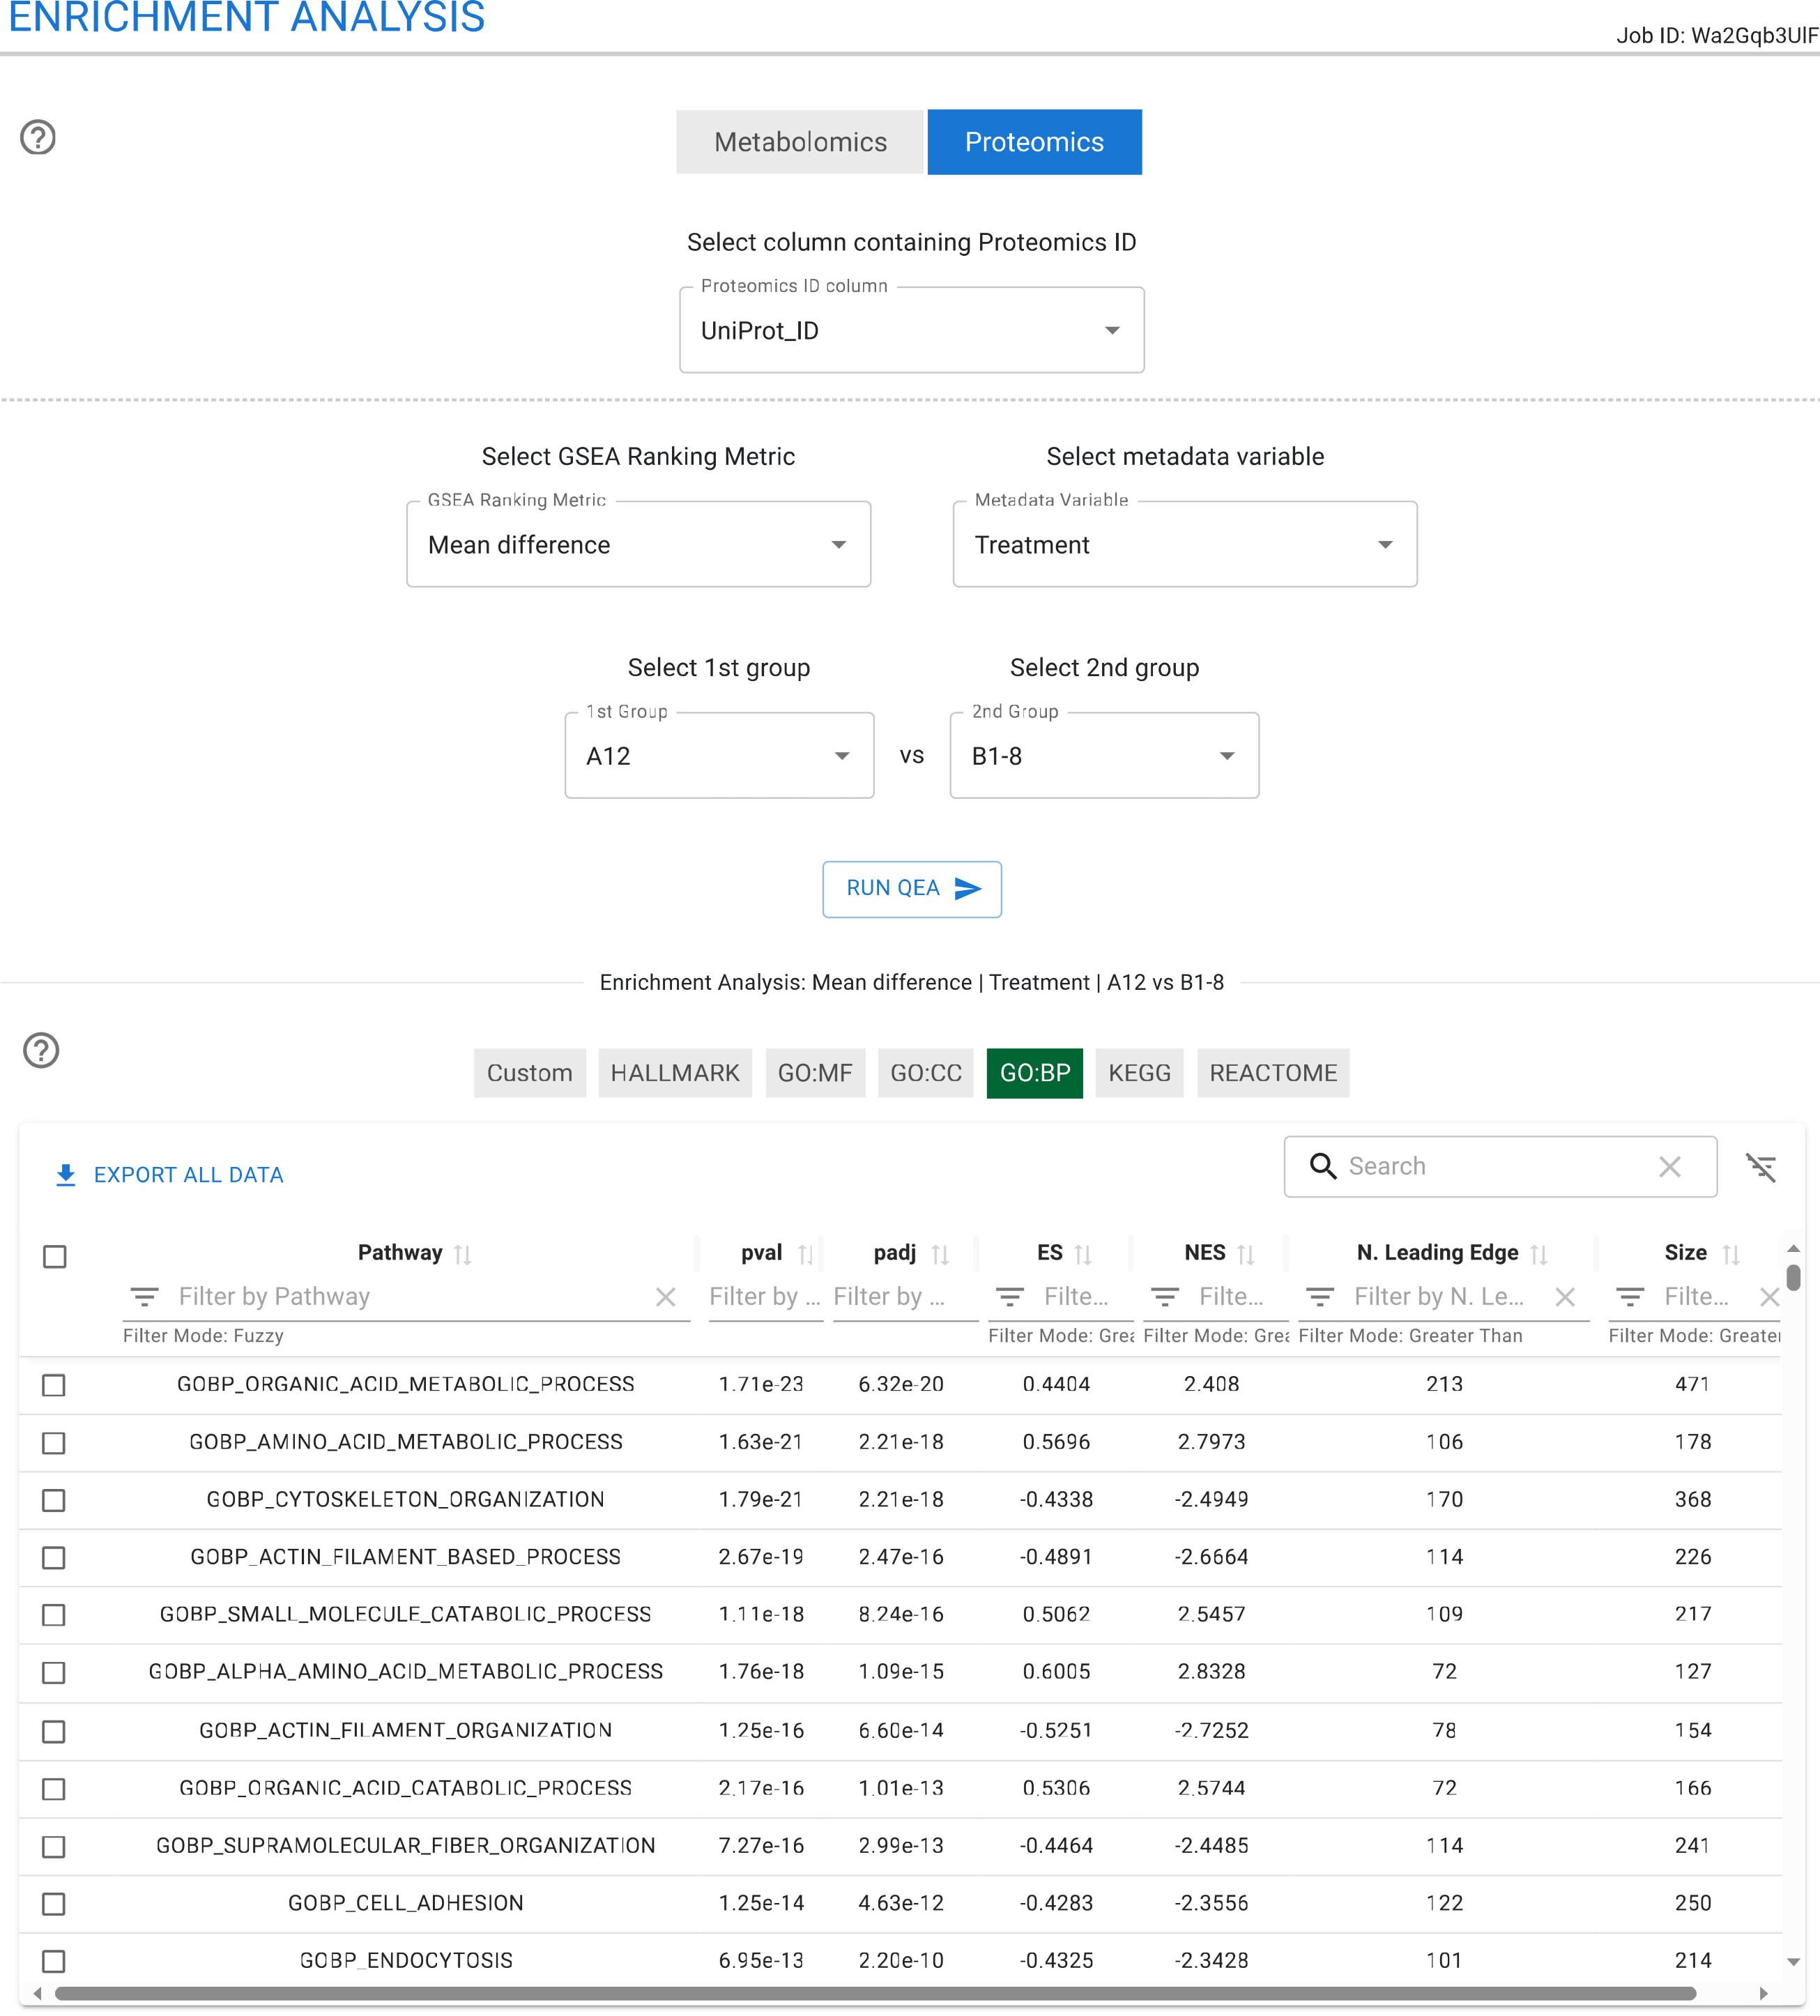 ENRICHMENT ANALYSIS
Job ID: Wa2Gqb3UlF
Metabolomics Proteomics
Select column containing Proteomics ID
Proteomics ID column
UniProt_ID
Select GSEA Ranking Metric Select metadata variable
GSEA Ranking Metric Metadata Variable
Mean difference Treatment
Select 1st group Select 2nd group
1st Group 2nd Group
A12 vs B1-8
RUN QEA
Enrichment Analysis: Mean difference | Treatment | A12 vs B1-8
Custom HALLMARK GO:MF GO:CC GO:BP KEGG REACTOME
EXPORT ALL DATA Search
Pathway pval padj ES NES N. Leading Edge Size
Filter by Pathway Filter by ... Filter by ... Filte... Filte... Filter by N. Le... Filte...
Filter Mode: Fuzzy Filter Mode: Grea Filter Mode: Grea Filter Mode: Greater Than Filter Mode: Greater
GOBP_ORGANIC_ACID_METABOLIC_PROCESS 1.71e-23 6.32e-20 0.4404 2.408 213 471
GOBP_AMINO_ACID_METABOLIC_PROCESS 1.63e-21 2.21e-18 0.5696 2.7973 106 178
GOBP_CYTOSKELETON_ORGANIZATION 1.79e-21 2.21e-18 -0.4338 -2.4949 170 368
GOBP_ACTIN_FILAMENT_BASED_PROCESS 2.67e-19 2.47e-16 -0.4891 -2.6664 114 226
GOBP_SMALL_MOLECULE_CATABOLIC_PROCESS 1.11e-18 8.24e-16 0.5062 2.5457 109 217
GOBP_ALPHA_AMINO_ACID_METABOLIC_PROCESS 1.76e-18 1.09e-15 0.6005 2.8328 72 127
GOBP_ACTIN_FILAMENT_ORGANIZATION 1.25e-16 6.60e-14 -0.5251 -2.7252 78 154
GOBP_ORGANIC_ACID_CATABOLIC_PROCESS 2.17e-16 1.01e-13 0.5306 2.5744 72 166
GOBP_SUPRAMOLECULAR_FIBER_ORGANIZATION 7.27e-16 2.99e-13 -0.4464 -2.4485 114 241
GOBP_CELL_ADHESION 1.25e-14 4.63e-12 -0.4283 -2.3556 122 250
GOBP_ENDOCYTOSIS 6.95e-13 2.20e-10 -0.4325 -2.3428 101 214